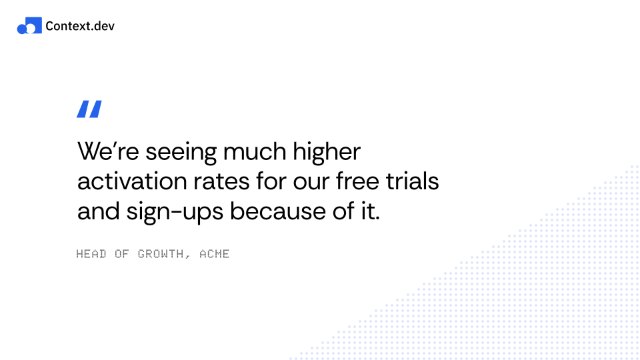 Context.dev
“
We’re seeing much higher
activation rates for our free trials
and sign-ups because of it.
HEAD OF GROWTH, ACME